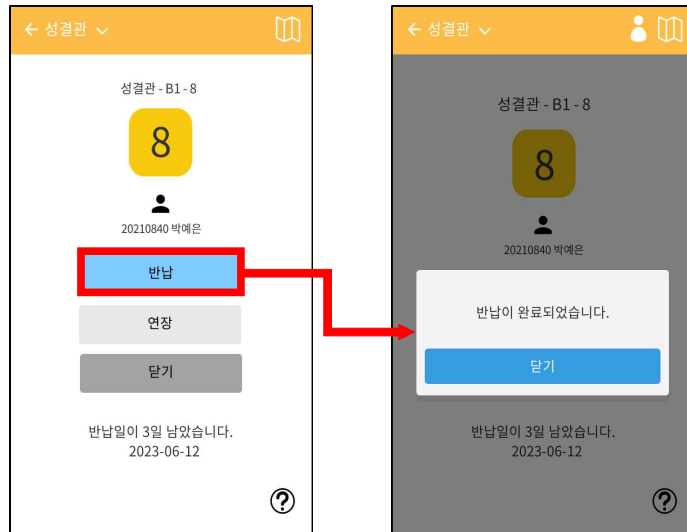 ← 성결관
성결관 - B1 - 8
8
20210840 박예은
반납
연장
닫기
반납일이 3일 남았습니다.
2023-06-12
?
← 성결관
성결관 - B1 - 8
8
20210840 박예은
반납이 완료되었습니다.
닫기
반납일이 3일 남았습니다.
2023-06-12
?